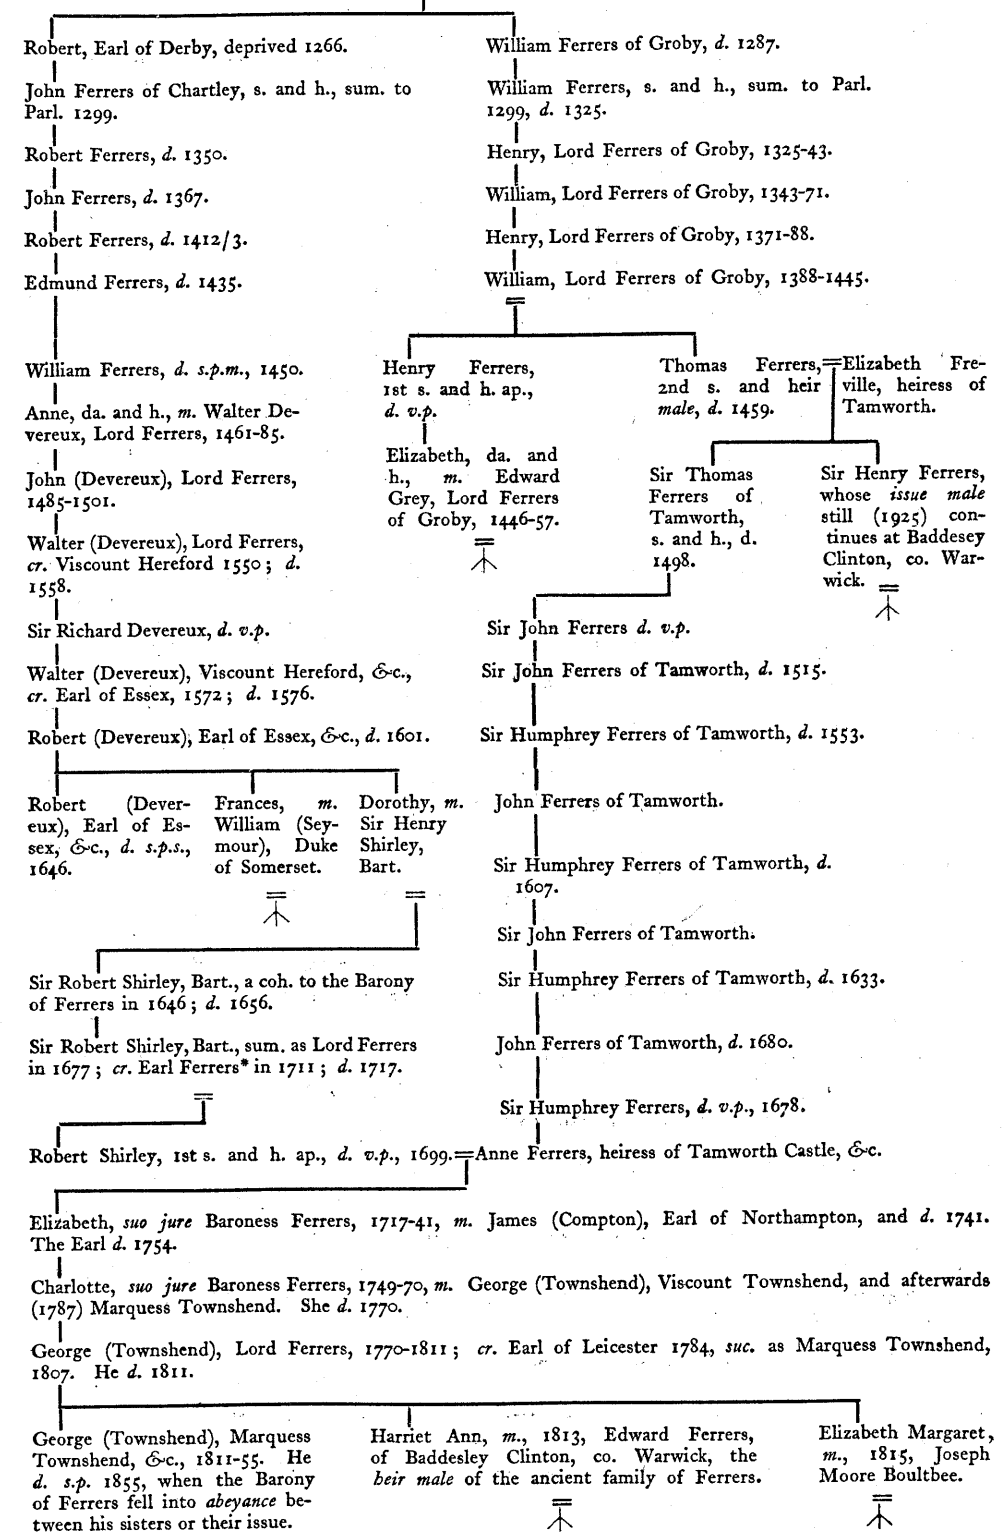 Robert, Earl of Derby, deprived 1266.
John Ferrers of Chartley, s. and h., sum. to
Parl. 1299.
Robert Ferrers, d. 1350.
John Ferrers, d. 1367.
Robert Ferrers, d. 1412/3.
Edmund Ferrers, d. 1435.
William Ferrers, d. s.p.m., 1450.
Anne, da. and h., m. Walter De-
vereux, Lord Ferrers, 1461-85.
John (Devereux), Lord Ferrers,
1485-1501.
Walter (Devereux), Lord Ferrers,
cr. Viscount Hereford 1550; d.
1558.
Sir Richard Devereux, d. v.p.
Walter (Devereux), Viscount Hereford, &c.,
cr. Earl of Essex, 1572; d. 1576.
Robert (Devereux), Earl of Essex, &c., d. 1601.
Robert (Dever-
eux), Earl of Es-
sex, &c., d. s.p.s.,
1646.
Frances, m.
William (Sey-
mour), Duke
of Somerset.
Dorothy, m.
Sir Henry
Shirley,
Bart.
Sir Robert Shirley, Bart., a coh. to the Barony
of Ferrers in 1646; d. 1656.
Sir Robert Shirley, Bart., sum. as Lord Ferrers
in 1677; cr. Earl Ferrers* in 1711; d. 1717.
William Ferrers of Groby, d. 1287.
William Ferrers, s. and h., sum. to Parl.
1299, d. 1325.
Henry, Lord Ferrers of Groby, 1325-43.
William, Lord Ferrers of Groby, 1343-71.
Henry, Lord Ferrers of Groby, 1371-88.
William, Lord Ferrers of Groby, 1388-1445.
Henry Ferrers,
1st s. and h. ap.,
d. v.p.
Elizabeth, da. and
h., m. Edward
Grey, Lord Ferrers
of Groby, 1446-57.
Thomas Ferrers,
2nd s. and heir
male, d. 1459.
=Elizabeth Fre-
ville, heiress of
Tamworth.
Sir Thomas
Ferrers of
Tamworth,
s. and h., d.
1498.
Sir Henry Ferrers,
whose issue male
still (1925) con-
tinues at Baddesey
Clinton, co. War-
wick.
Sir John Ferrers d. v.p.
Sir John Ferrers of Tamworth, d. 1515.
Sir Humphrey Ferrers of Tamworth, d. 1553.
John Ferrers of Tamworth.
Sir Humphrey Ferrers of Tamworth, d.
1607.
Sir John Ferrers of Tamworth.
Sir Humphrey Ferrers of Tamworth, d. 1633.
John Ferrers of Tamworth, d. 1680.
Sir Humphrey Ferrers, d. v.p., 1678.
Robert Shirley, 1st s. and h. ap., d. v.p., 1699.=Anne Ferrers, heiress of Tamworth Castle, &c.
Elizabeth, suo jure Baroness Ferrers, 1717-41, m. James (Compton), Earl of Northampton, and d. 1741.
The Earl d. 1754.
Charlotte, suo jure Baroness Ferrers, 1749-70, m. George (Townshend), Viscount Townshend, and afterwards
(1787) Marquess Townshend. She d. 1770.
George (Townshend), Lord Ferrers, 1770-1811; cr. Earl of Leicester 1784, suc. as Marquess Townshend,
1807. He d. 1811.
George (Townshend), Marquess
Townshend, &c., 1811-55. He
d. s.p. 1855, when the Barony
of Ferrers fell into abeyance be-
tween his sisters or their issue.
Harriet Ann, m., 1813, Edward Ferrers,
of Baddesley Clinton, co. Warwick, the
heir male of the ancient family of Ferrers.
Elizabeth Margaret,
m., 1815, Joseph
Moore Boultbee.